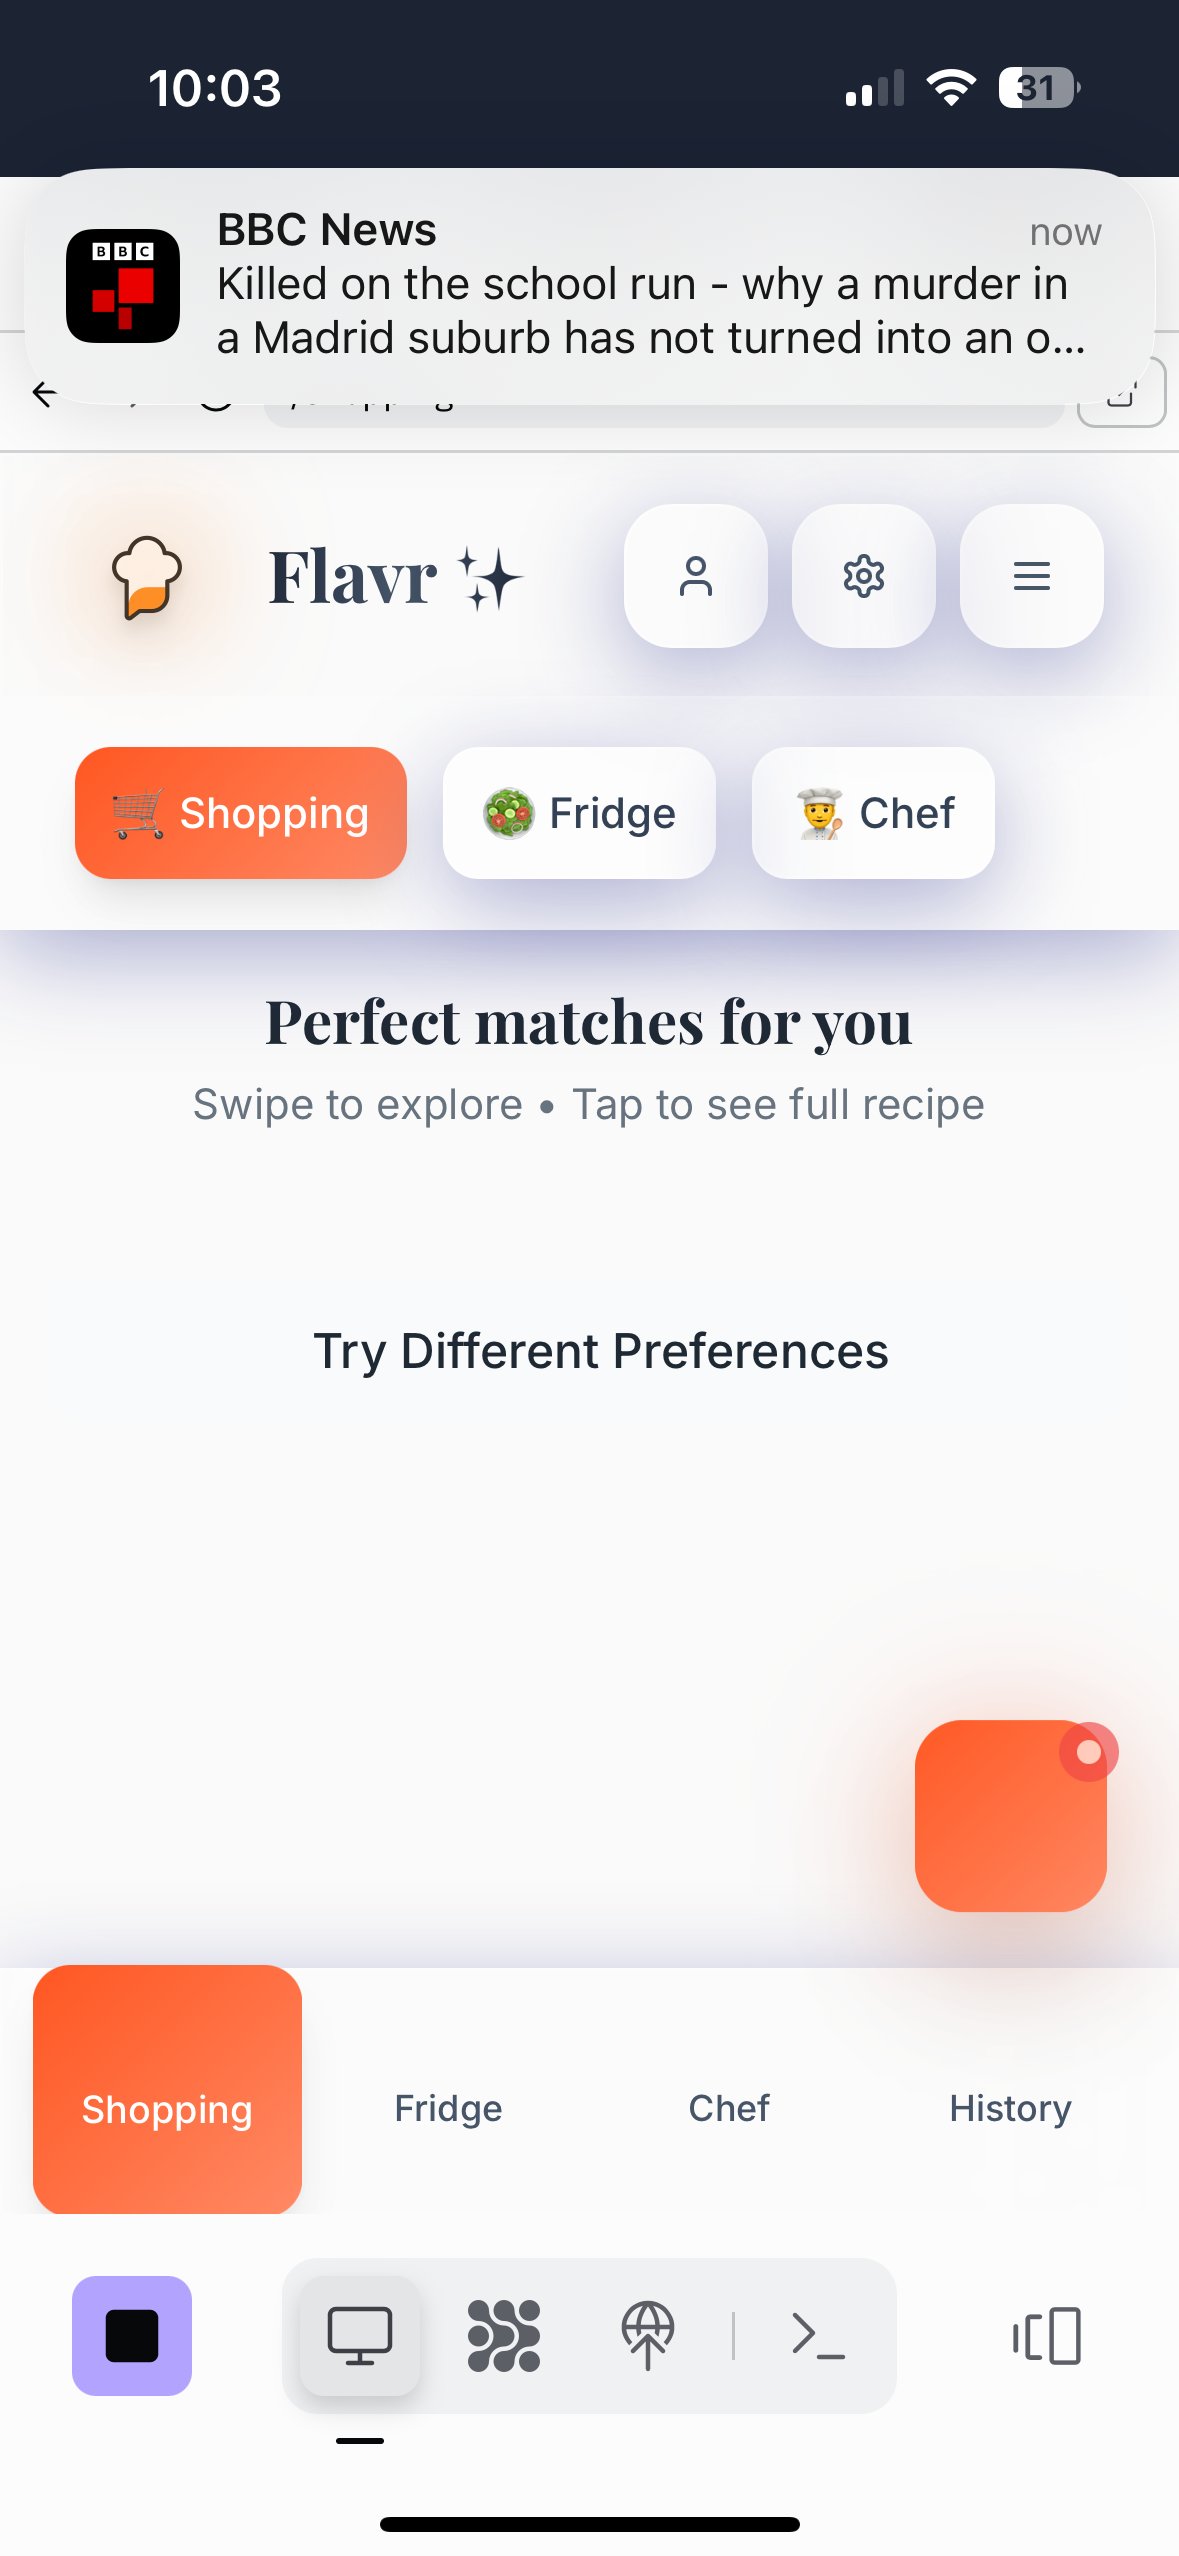 10:03
31
BBC
BBC News
now
Killed on the school run - why a murder in
a Madrid suburb has not turned into an o...
Flavr
Shopping
Fridge
Chef
Perfect matches for you
Swipe to explore • Tap to see full recipe
Try Different Preferences
Shopping
Fridge
Chef
History